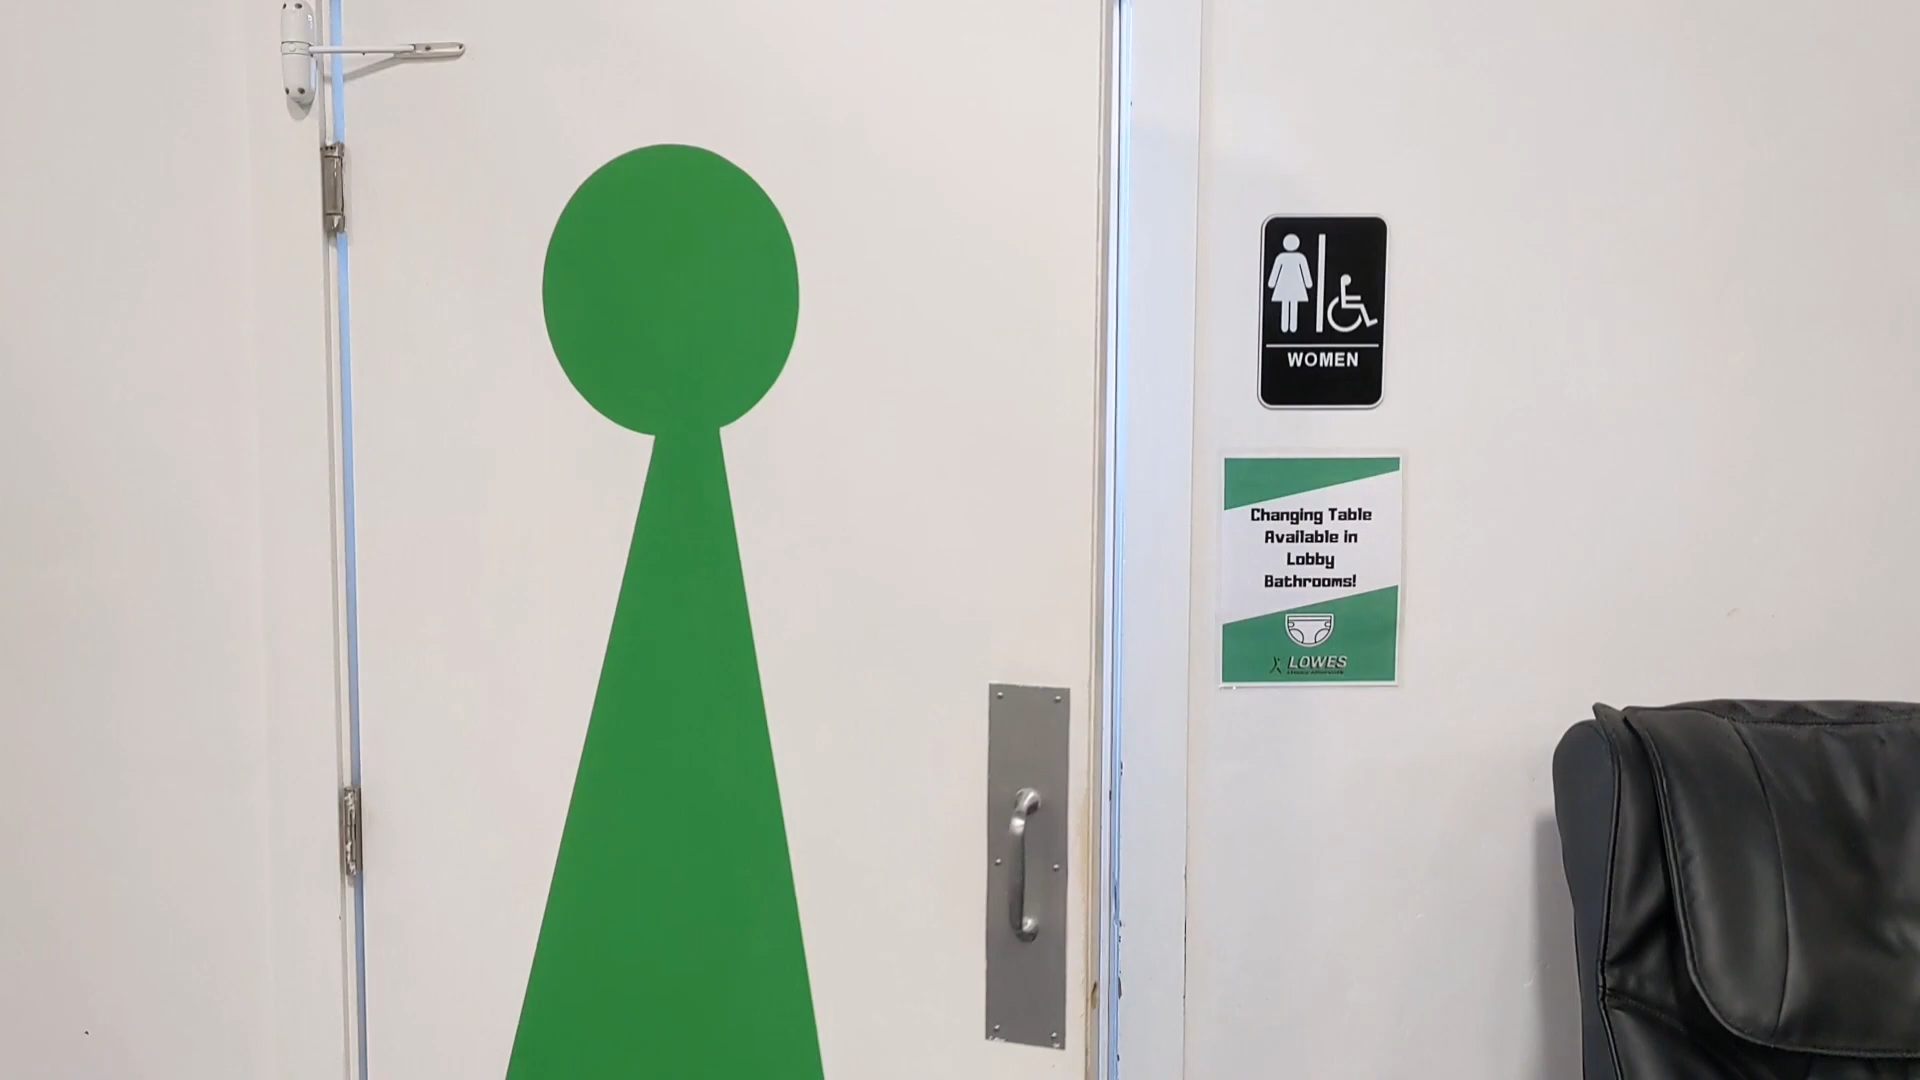 WOMEN
Changing Table
Available in
Lobby
Bathrooms!
LOWES